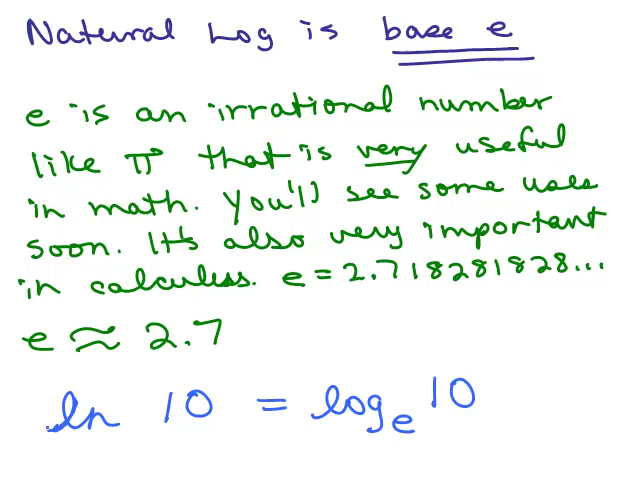 Natural Log is base e
e is an irrational number
like π that is very useful
in math. You'll see some uses
soon. It's also very important
in calculus. e = 2.718281828...
e ≈ 2.7
ln 10 = logₑ 10